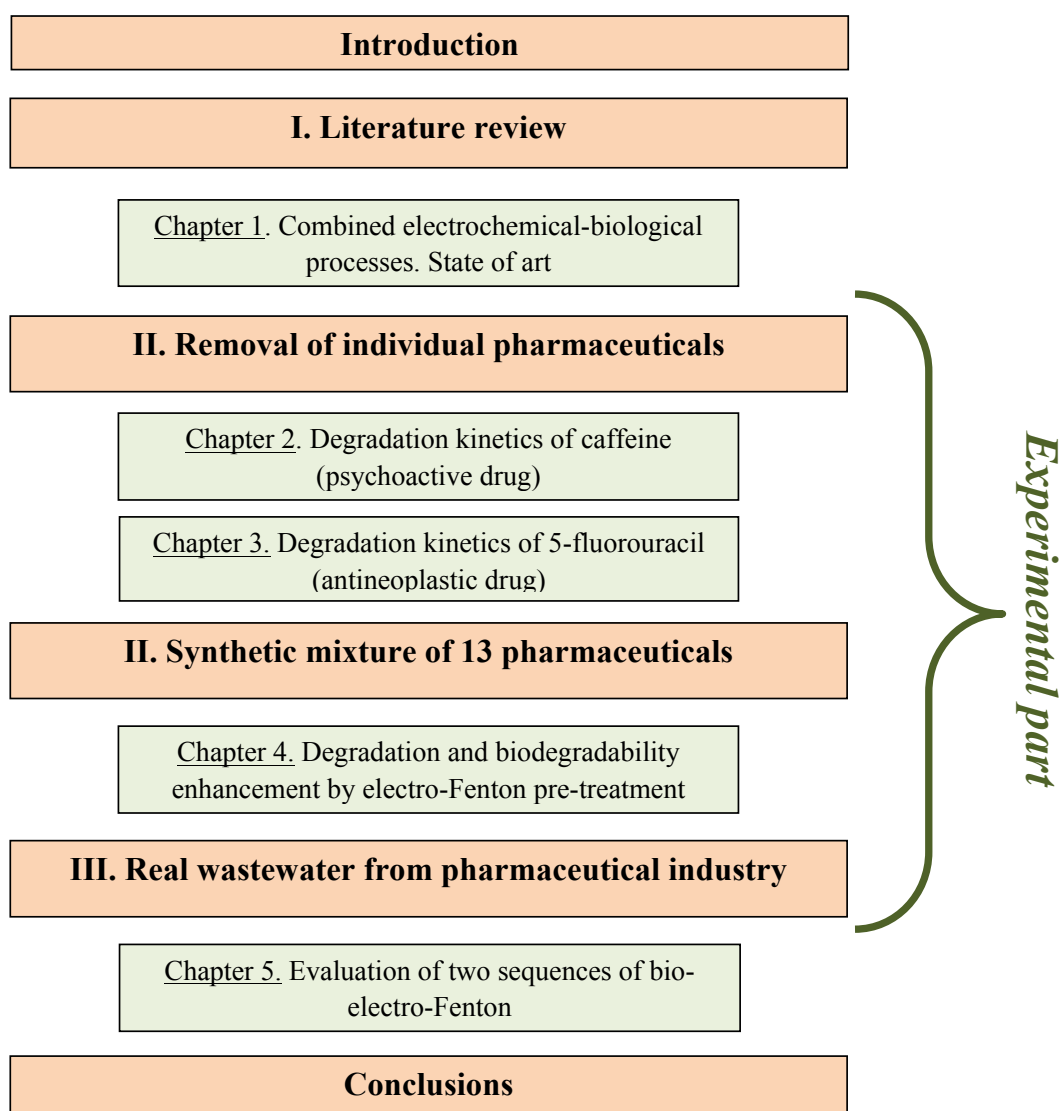 Introduction
I. Literature review
Chapter 1. Combined electrochemical-biological
processes. State of art
II. Removal of individual pharmaceuticals
Chapter 2. Degradation kinetics of caffeine
(psychoactive drug)
Chapter 3. Degradation kinetics of 5-fluorouracil
(antineoplastic drug)
II. Synthetic mixture of 13 pharmaceuticals
Chapter 4. Degradation and biodegradability
enhancement by electro-Fenton pre-treatment
III. Real wastewater from pharmaceutical industry
Chapter 5. Evaluation of two sequences of bio-
electro-Fenton
Conclusions
Experimental part